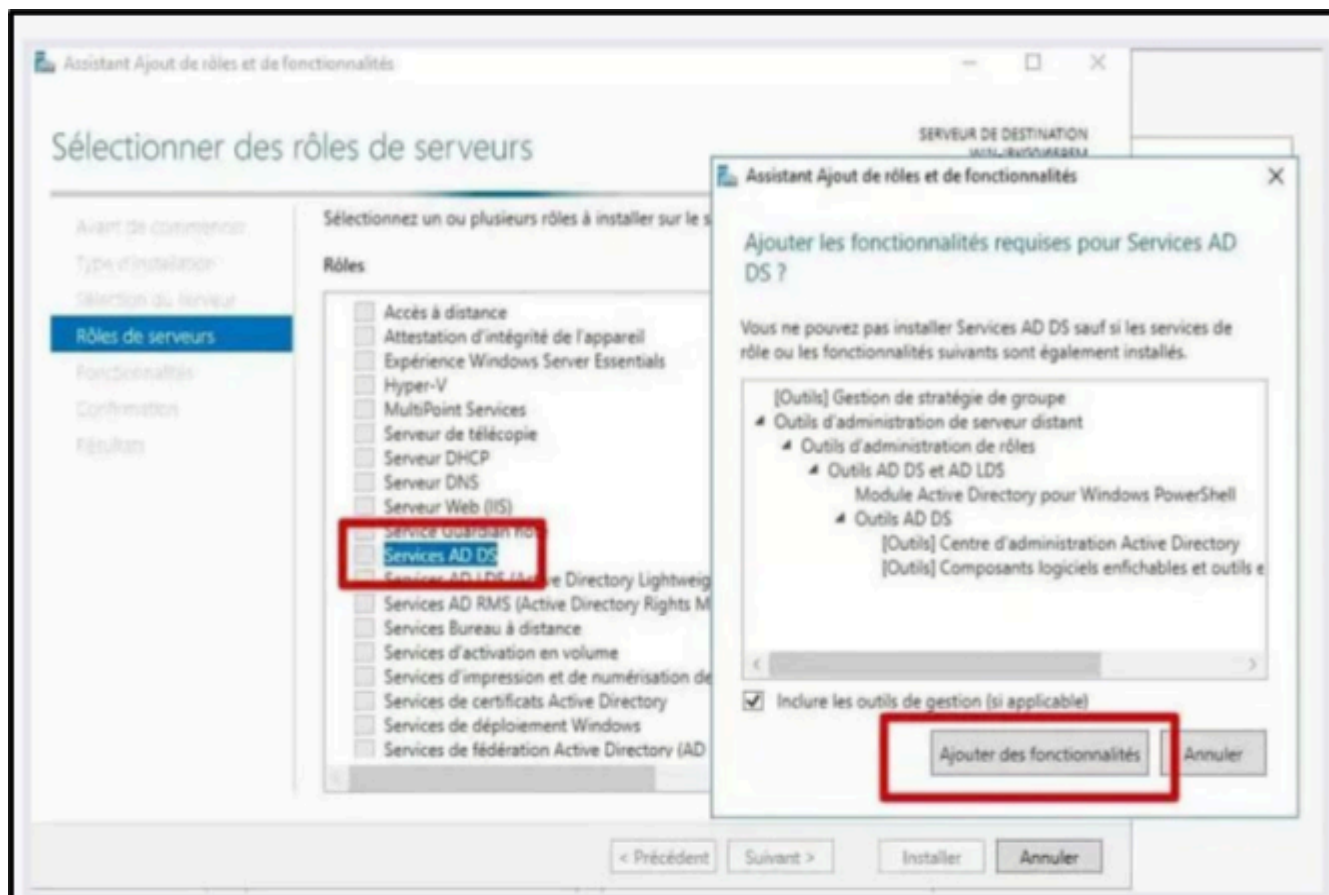 Assistant Ajout de rôles et de fonctionnalités
Sélectionner des rôles de serveurs
SERVEUR DE DESTINATION
Avant de commencer
Type d'installation
Sélection du serveur
Rôles de serveurs
Fonctionnalités
Confirmation
Résultats
Sélectionnez un ou plusieurs rôles à installer sur le s
Rôles
Accès à distance
Attestation d'intégrité de l'appareil
Expérience Windows Server Essentials
Hyper-V
MultiPoint Services
Serveur de télécopie
Serveur DHCP
Serveur DNS
Serveur Web (IIS)
Service Guardian hô
Services AD DS
Services AD LDS (Active Directory Lightweig
Services AD RMS (Active Directory Rights M
Services Bureau à distance
Services d'activation en volume
Services d'impression et de numérisation de
Services de certificats Active Directory
Services de déploiement Windows
Services de fédération Active Directory (AD
< Précédent
Suivant >
Installer
Annuler
Assistant Ajout de rôles et de fonctionnalités
Ajouter les fonctionnalités requises pour Services AD
DS ?
Vous ne pouvez pas installer Services AD DS sauf si les services de
rôle ou les fonctionnalités suivants sont également installés.
[Outils] Gestion de stratégie de groupe
Outils d'administration de serveur distant
Outils d'administration de rôles
Outils AD DS et AD LDS
Module Active Directory pour Windows PowerShell
Outils AD DS
[Outils] Centre d'administration Active Directory
[Outils] Composants logiciels enfichables et outils e
Inclure les outils de gestion (si applicable)
Ajouter des fonctionnalités
Annuler